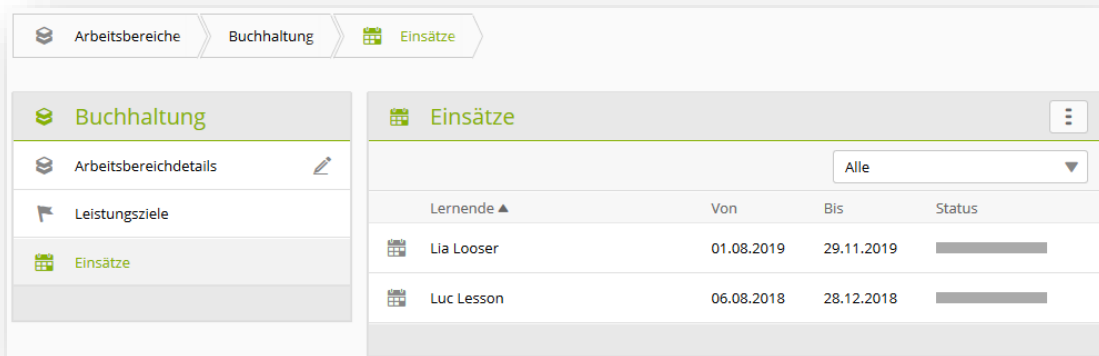 Arbeitsbereiche Buchhaltung Einsätze
Buchhaltung
Arbeitsbereichdetails
Leistungsziele
Einsätze
Einsätze
Alle
Lernende Von Bis Status
Lia Looser 01.08.2019 29.11.2019
Luc Lesson 06.08.2018 28.12.2018